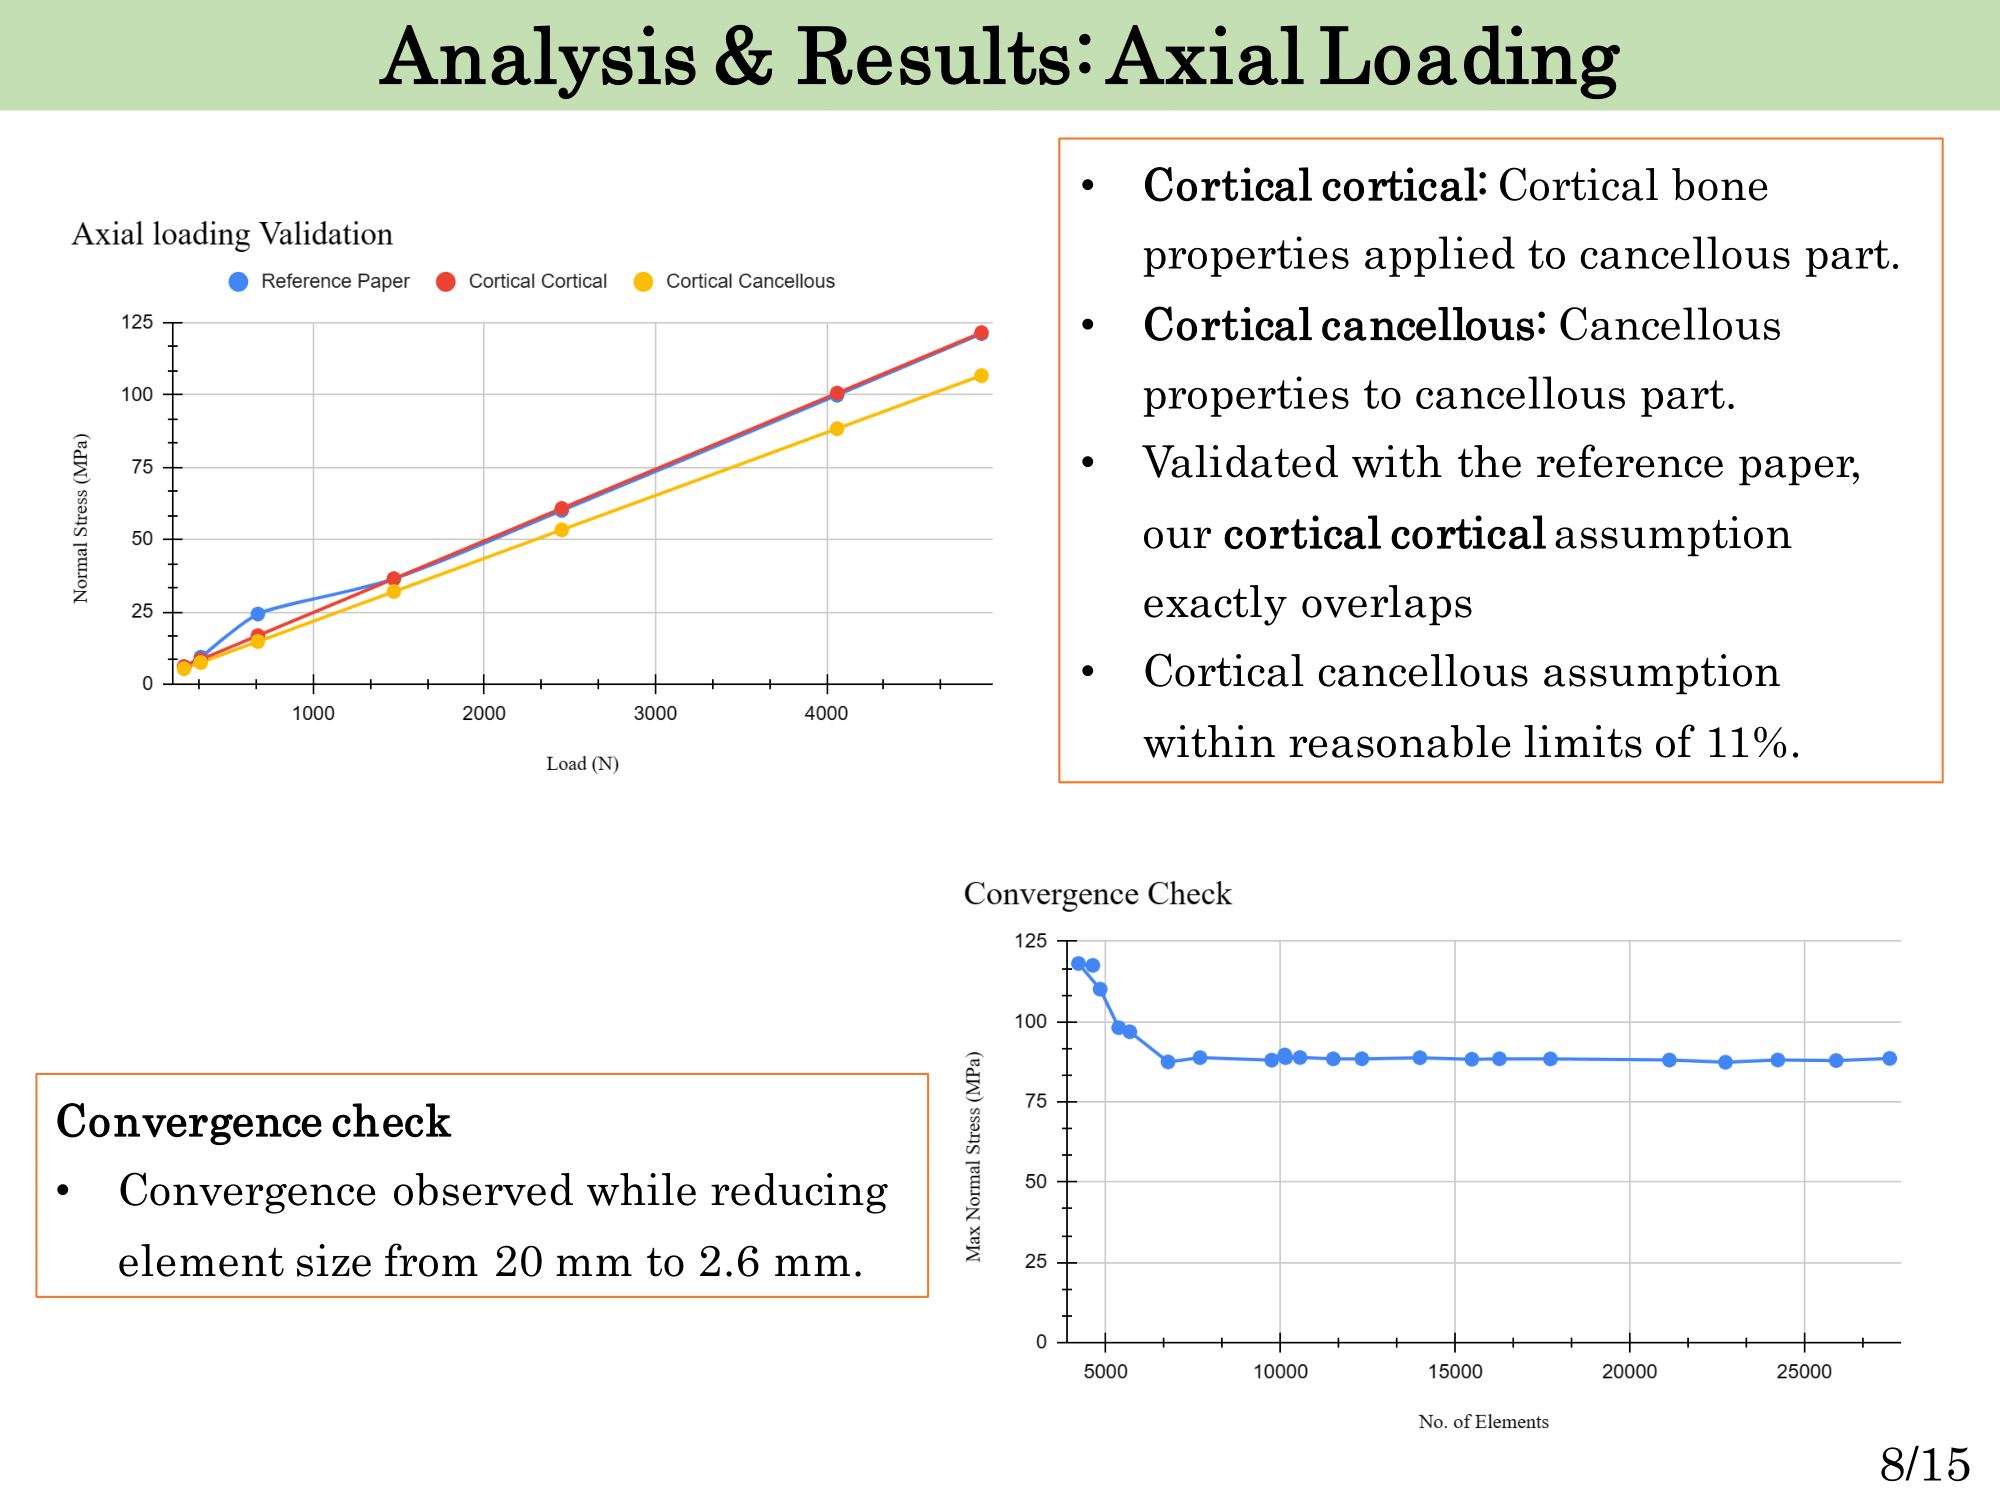 Analysis & Results: Axial Loading
Axial loading Validation
Reference Paper
Cortical Cortical
Cortical Cancellous
125
100
75
50
25
0
Normal Stress (MPa)
1000
2000
3000
4000
Load (N)
• Cortical cortical: Cortical bone
properties applied to cancellous part.
• Cortical cancellous: Cancellous
properties to cancellous part.
• Validated with the reference paper,
our cortical cortical assumption
exactly overlaps
• Cortical cancellous assumption
within reasonable limits of 11%.
Convergence check
• Convergence observed while reducing
element size from 20 mm to 2.6 mm.
Convergence Check
125
100
75
50
25
0
Max Normal Stress (MPa)
5000
10000
15000
20000
25000
No. of Elements
8/15